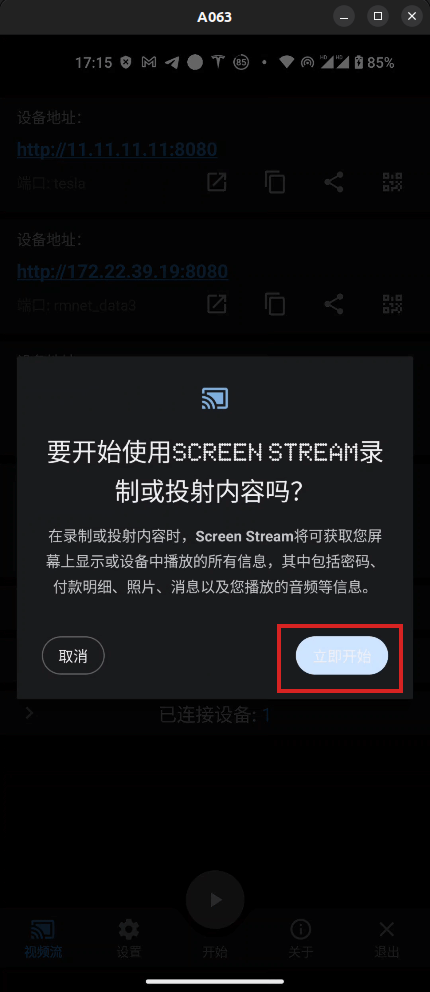 A063
17:15
85
85%
设备地址：
http://11.11.11.11:8080
端口: tesla
设备地址：
http://172.22.39.19:8080
端口: rmnet_data3
设备地址：
要开始使用SCREEN STREAM录
制或投射内容吗？
在录制或投射内容时，Screen Stream将可获取您屏
幕上显示或设备中播放的所有信息，其中包括密码、
付款明细、照片、消息以及您播放的音频等信息。
取消
立即开始
已连接设备: 1
视频流
设置
开始
关于
退出